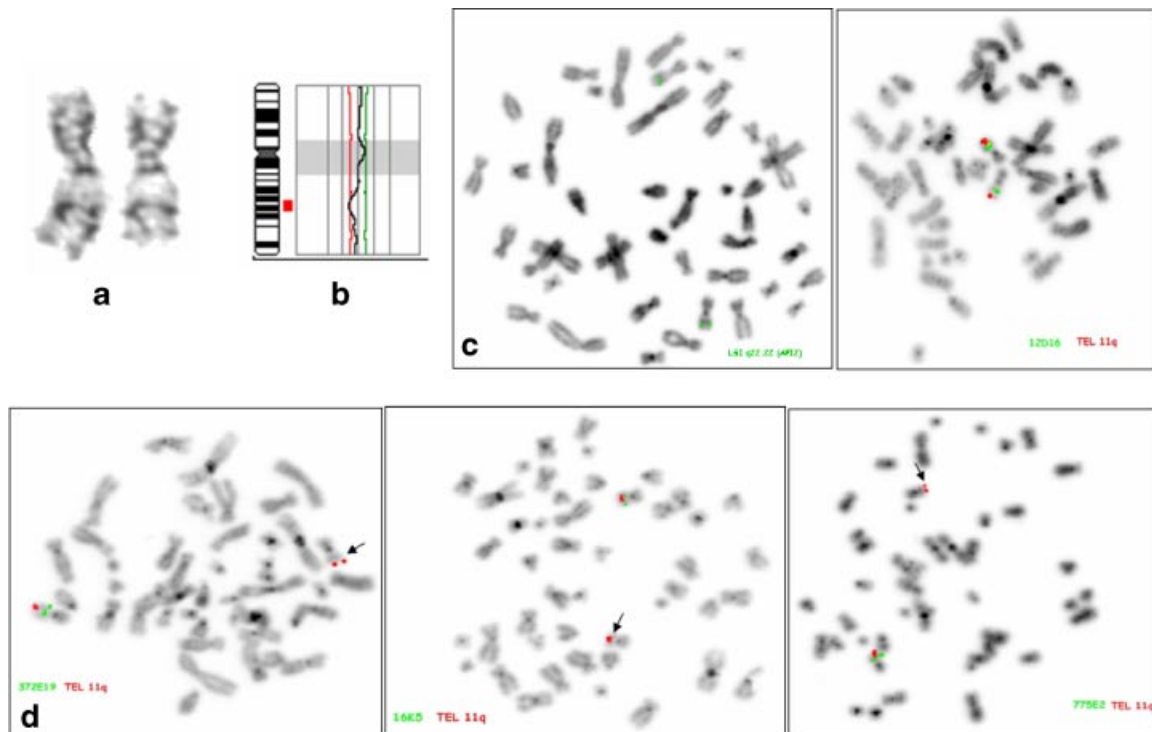 a
b
c
LSI q22.22 (API2)
12D16 TEL 11q
372E19 TEL 11q
d
16K5 TEL 11q
775E2 TEL 11q